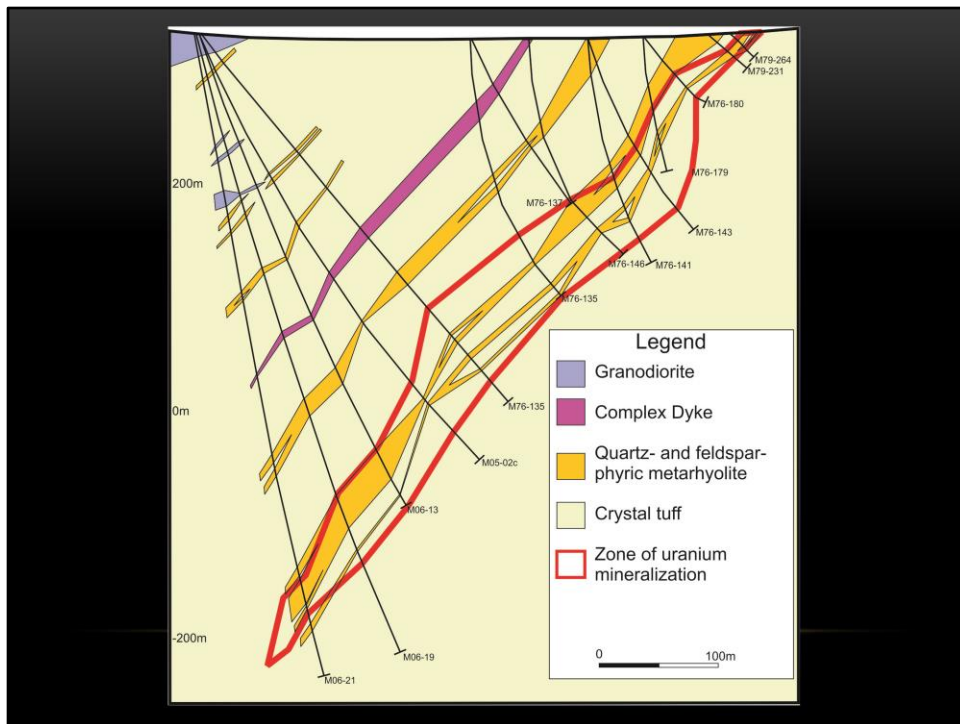 M79-264
M79-231
M76-180
200m
M76-179
M76-137
M76-143
M76-146
M76-141
M76-135
Legend
Granodiorite
Complex Dyke
Quartz- and feldspar-
phyric metarhyolite
Crystal tuff
Zone of uranium
mineralization
0 100m
0m
M76-135
M05-02c
M06-13
-200m
M06-19
M06-21